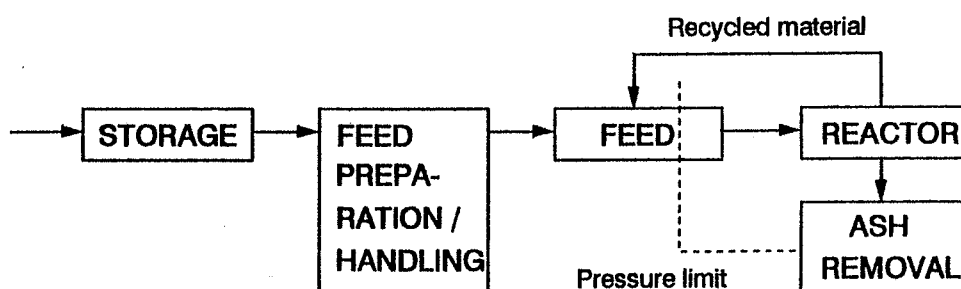 Recycled material
STORAGE
FEED
PREPA-
RATION /
HANDLING
FEED
REACTOR
ASH
REMOVAL
Pressure limit